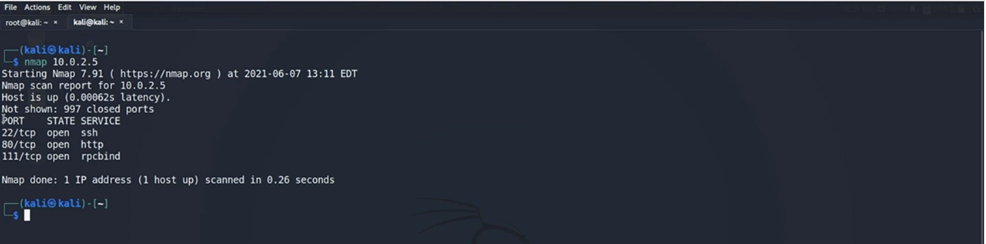 File Actions Edit View Help
root@kali: ~ × kali@kali: ~ ×
┌──(kali㉿kali)-[~]
└─$ nmap 10.0.2.5
Starting Nmap 7.91 ( https://nmap.org ) at 2021-06-07 13:11 EDT
Nmap scan report for 10.0.2.5
Host is up (0.00062s latency).
Not shown: 997 closed ports
PORT STATE SERVICE
22/tcp open ssh
80/tcp open http
111/tcp open rpcbind
Nmap done: 1 IP address (1 host up) scanned in 0.26 seconds
┌──(kali㉿kali)-[~]
└─$